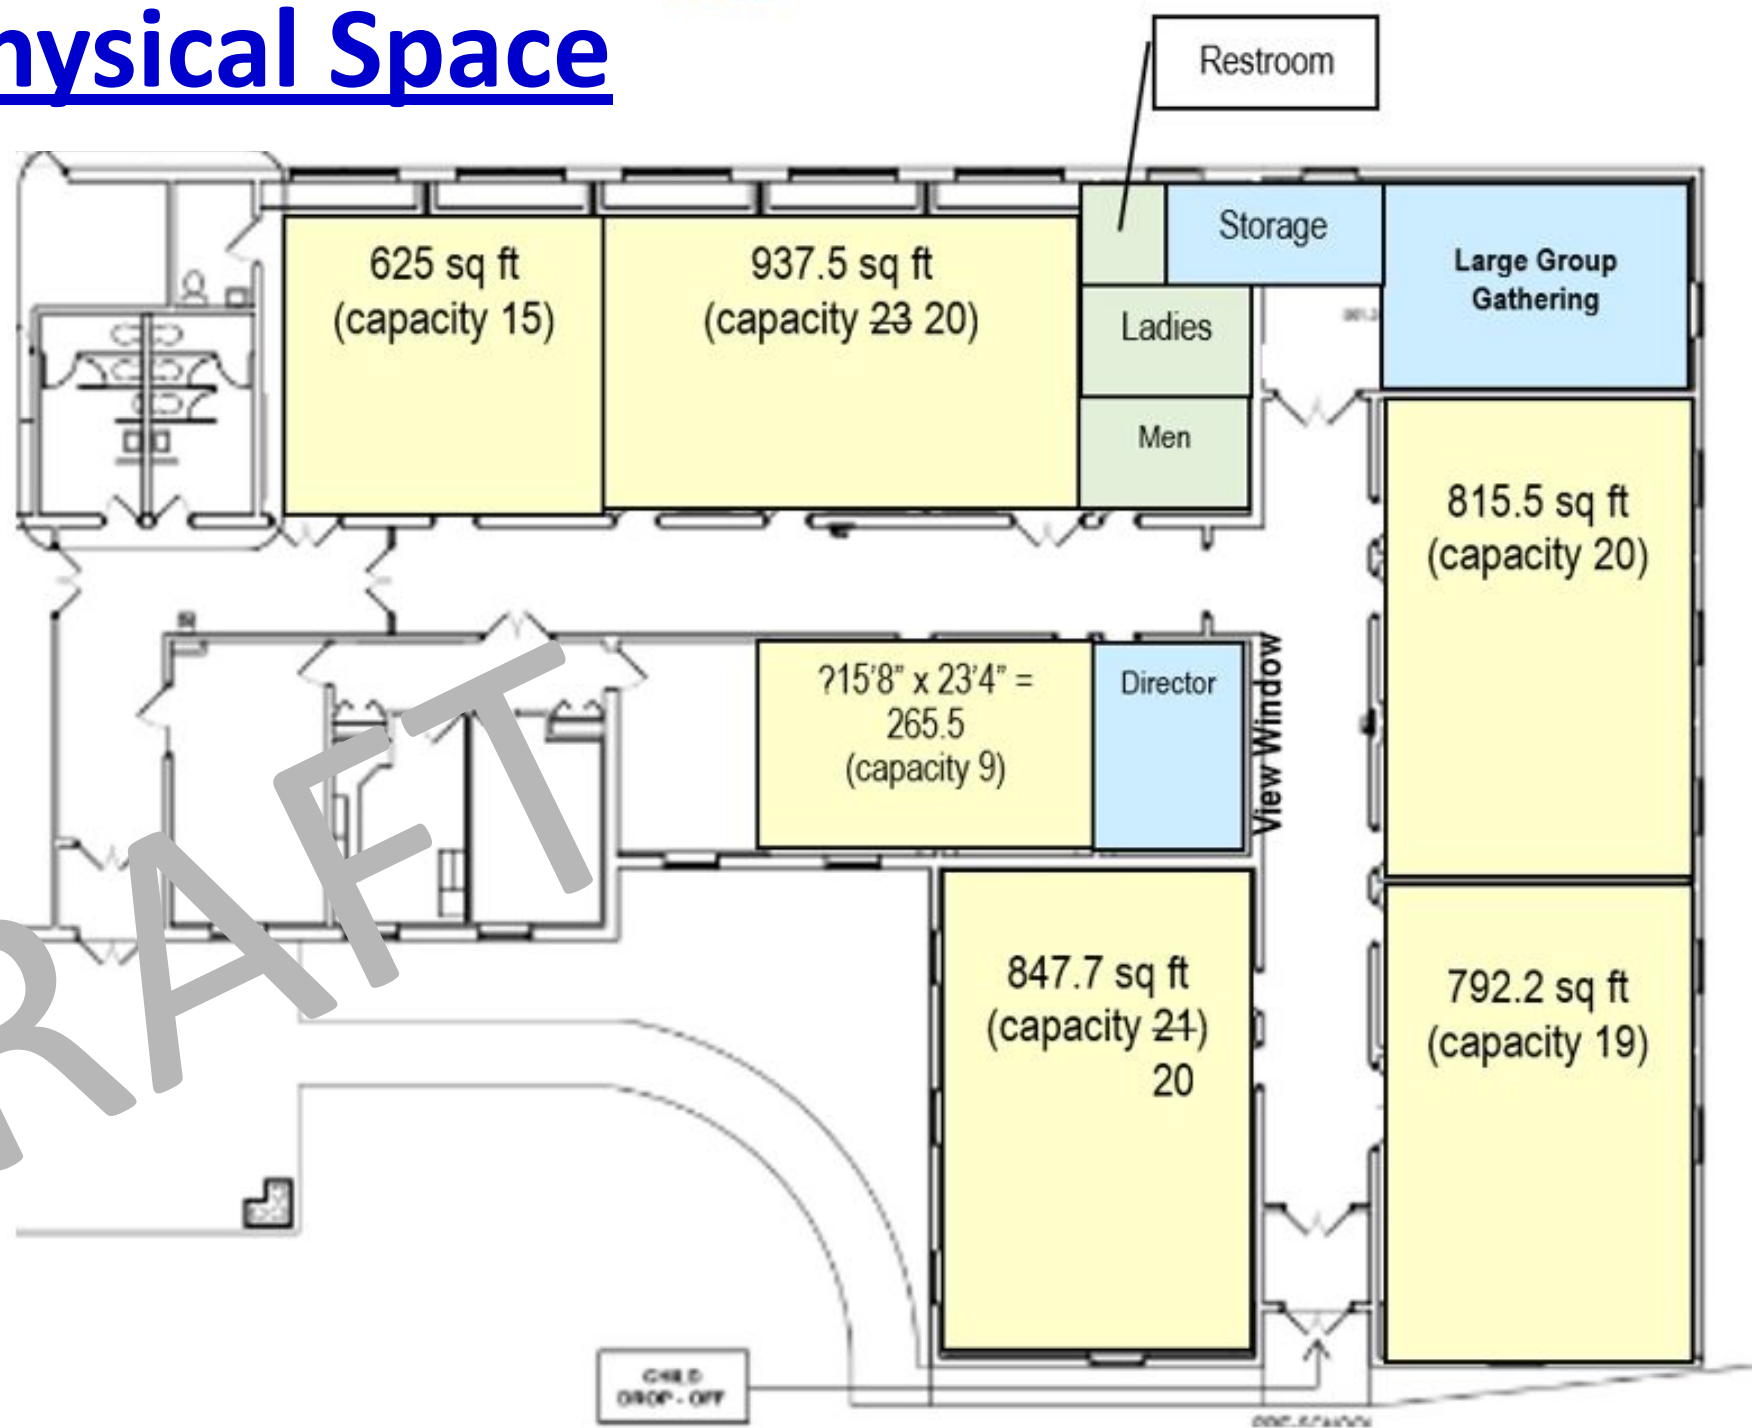 hysical Space
Restroom
Storage
Large Group
Gathering
625 sq ft
(capacity 15)
937.5 sq ft
(capacity 23 20)
Ladies
Men
815.5 sq ft
(capacity 20)
?15'8” x 23'4” =
265.5
(capacity 9)
Director
View Window
847.7 sq ft
(capacity 21)
20
792.2 sq ft
(capacity 19)
RAFT
CHILD
DROP - OFF
PRE-SCHOOL